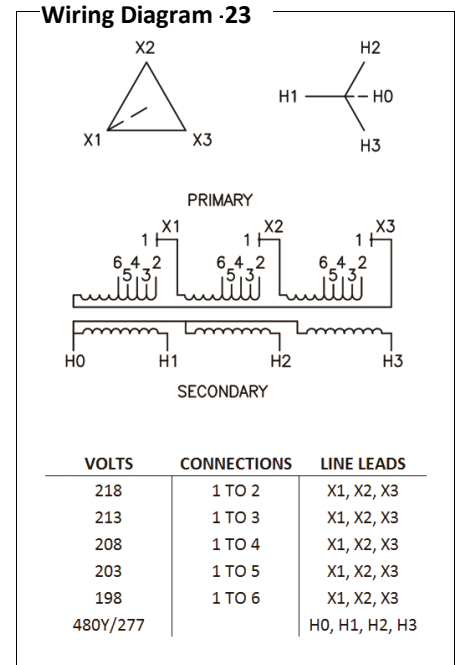 Wiring Diagram -23
X2
X1
X3
H2
H1
H0
H3
PRIMARY
X1 X2 X3
1 1 1
6 5 4 3 2 6 5 4 3 2 6 5 4 3 2
H0 H1 H2 H3
SECONDARY
VOLTS CONNECTIONS LINE LEADS
218 1 TO 2 X1, X2, X3
213 1 TO 3 X1, X2, X3
208 1 TO 4 X1, X2, X3
203 1 TO 5 X1, X2, X3
198 1 TO 6 X1, X2, X3
480Y/277 H0, H1, H2, H3